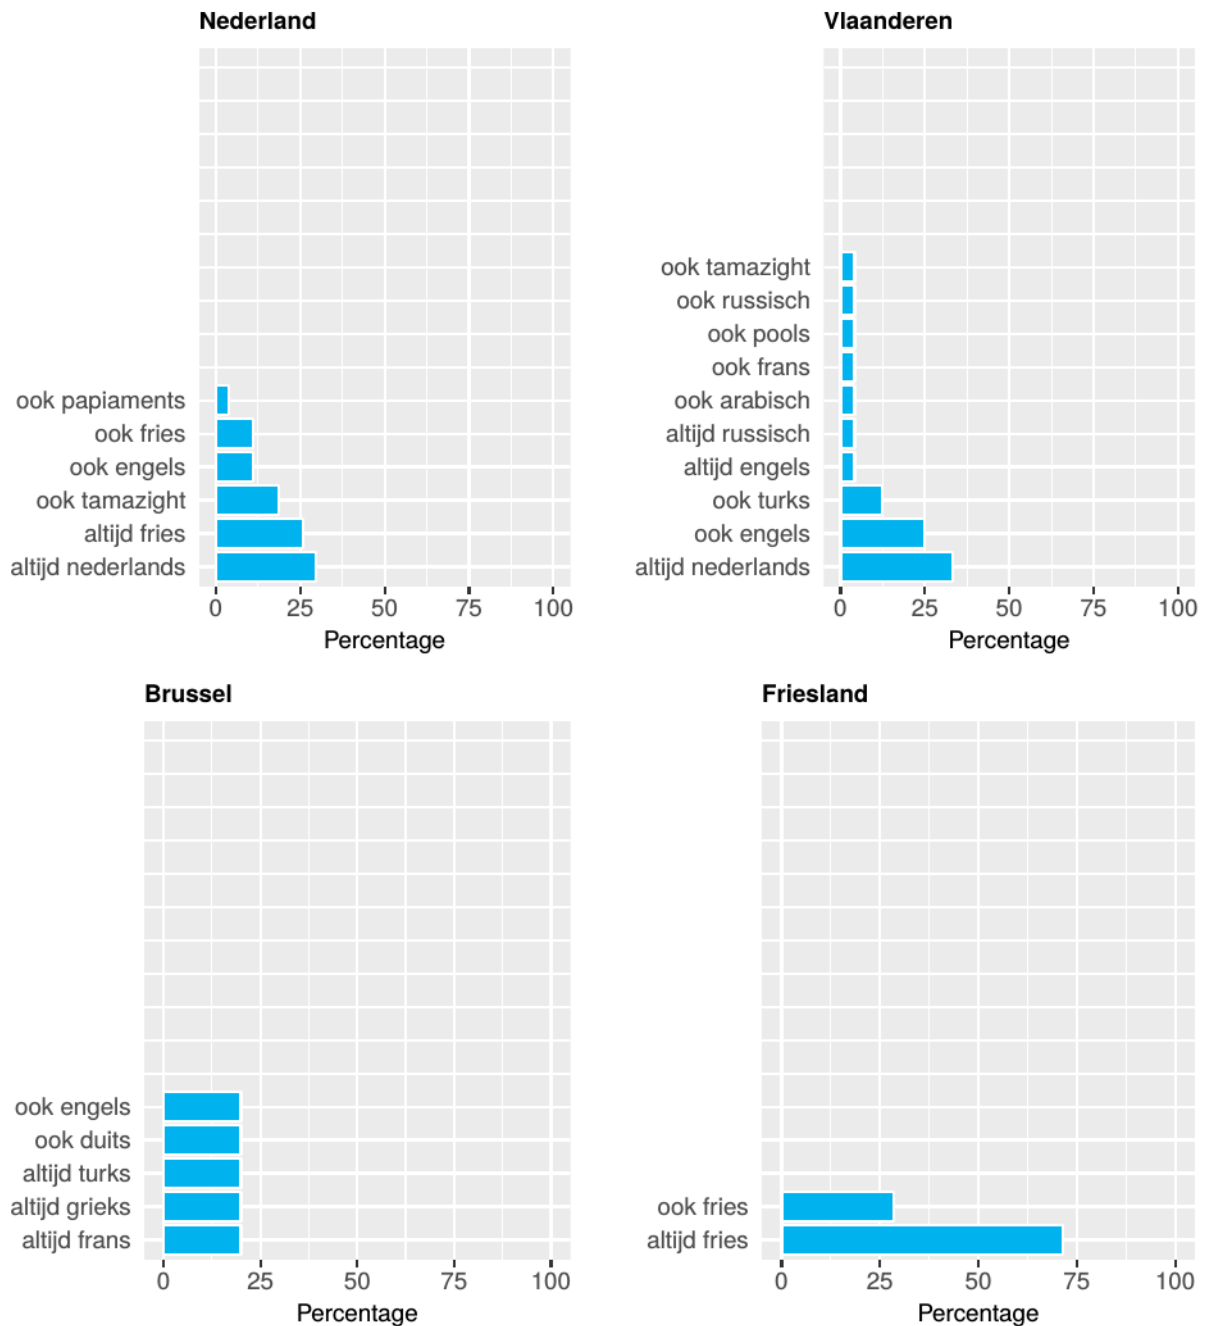 Nederland
ook papiaments
ook fries
ook engels
ook tamazight
altijd fries
altijd nederlands
0 25 50 75 100
Percentage
Vlaanderen
ook tamazight
ook russisch
ook pools
ook frans
ook arabisch
altijd russisch
altijd engels
ook turks
ook engels
altijd nederlands
0 25 50 75 100
Percentage
Brussel
ook engels
ook duits
altijd turks
altijd grieks
altijd frans
0 25 50 75 100
Percentage
Friesland
ook fries
altijd fries
0 25 50 75 100
Percentage